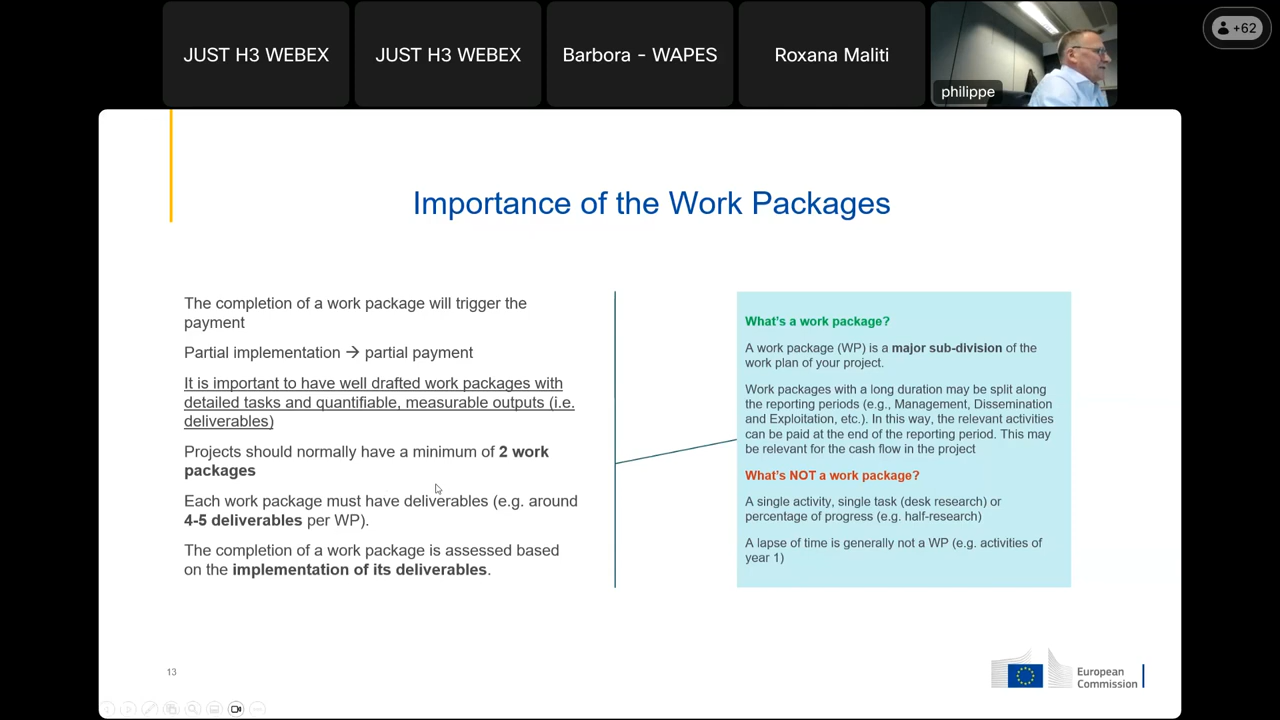 JUST H3 WEBEX
JUST H3 WEBEX
Barbora - WAPES
Roxana Maliti
philippe
+62
Importance of the Work Packages
The completion of a work package will trigger the
payment
Partial implementation → partial payment
It is important to have well drafted work packages with
detailed tasks and quantifiable, measurable outputs (i.e.
deliverables)
Projects should normally have a minimum of 2 work
packages
Each work package must have deliverables (e.g. around
4-5 deliverables per WP).
The completion of a work package is assessed based
on the implementation of its deliverables.
What's a work package?
A work package (WP) is a major sub-division of the
work plan of your project.
Work packages with a long duration may be split along
the reporting periods (e.g., Management, Dissemination
and Exploitation, etc.). In this way, the relevant activities
can be paid at the end of the reporting period. This may
be relevant for the cash flow in the project
What's NOT a work package?
A single activity, single task (desk research) or
percentage of progress (e.g. half-research)
A lapse of time is generally not a WP (e.g. activities of
year 1)
13
European
Commission